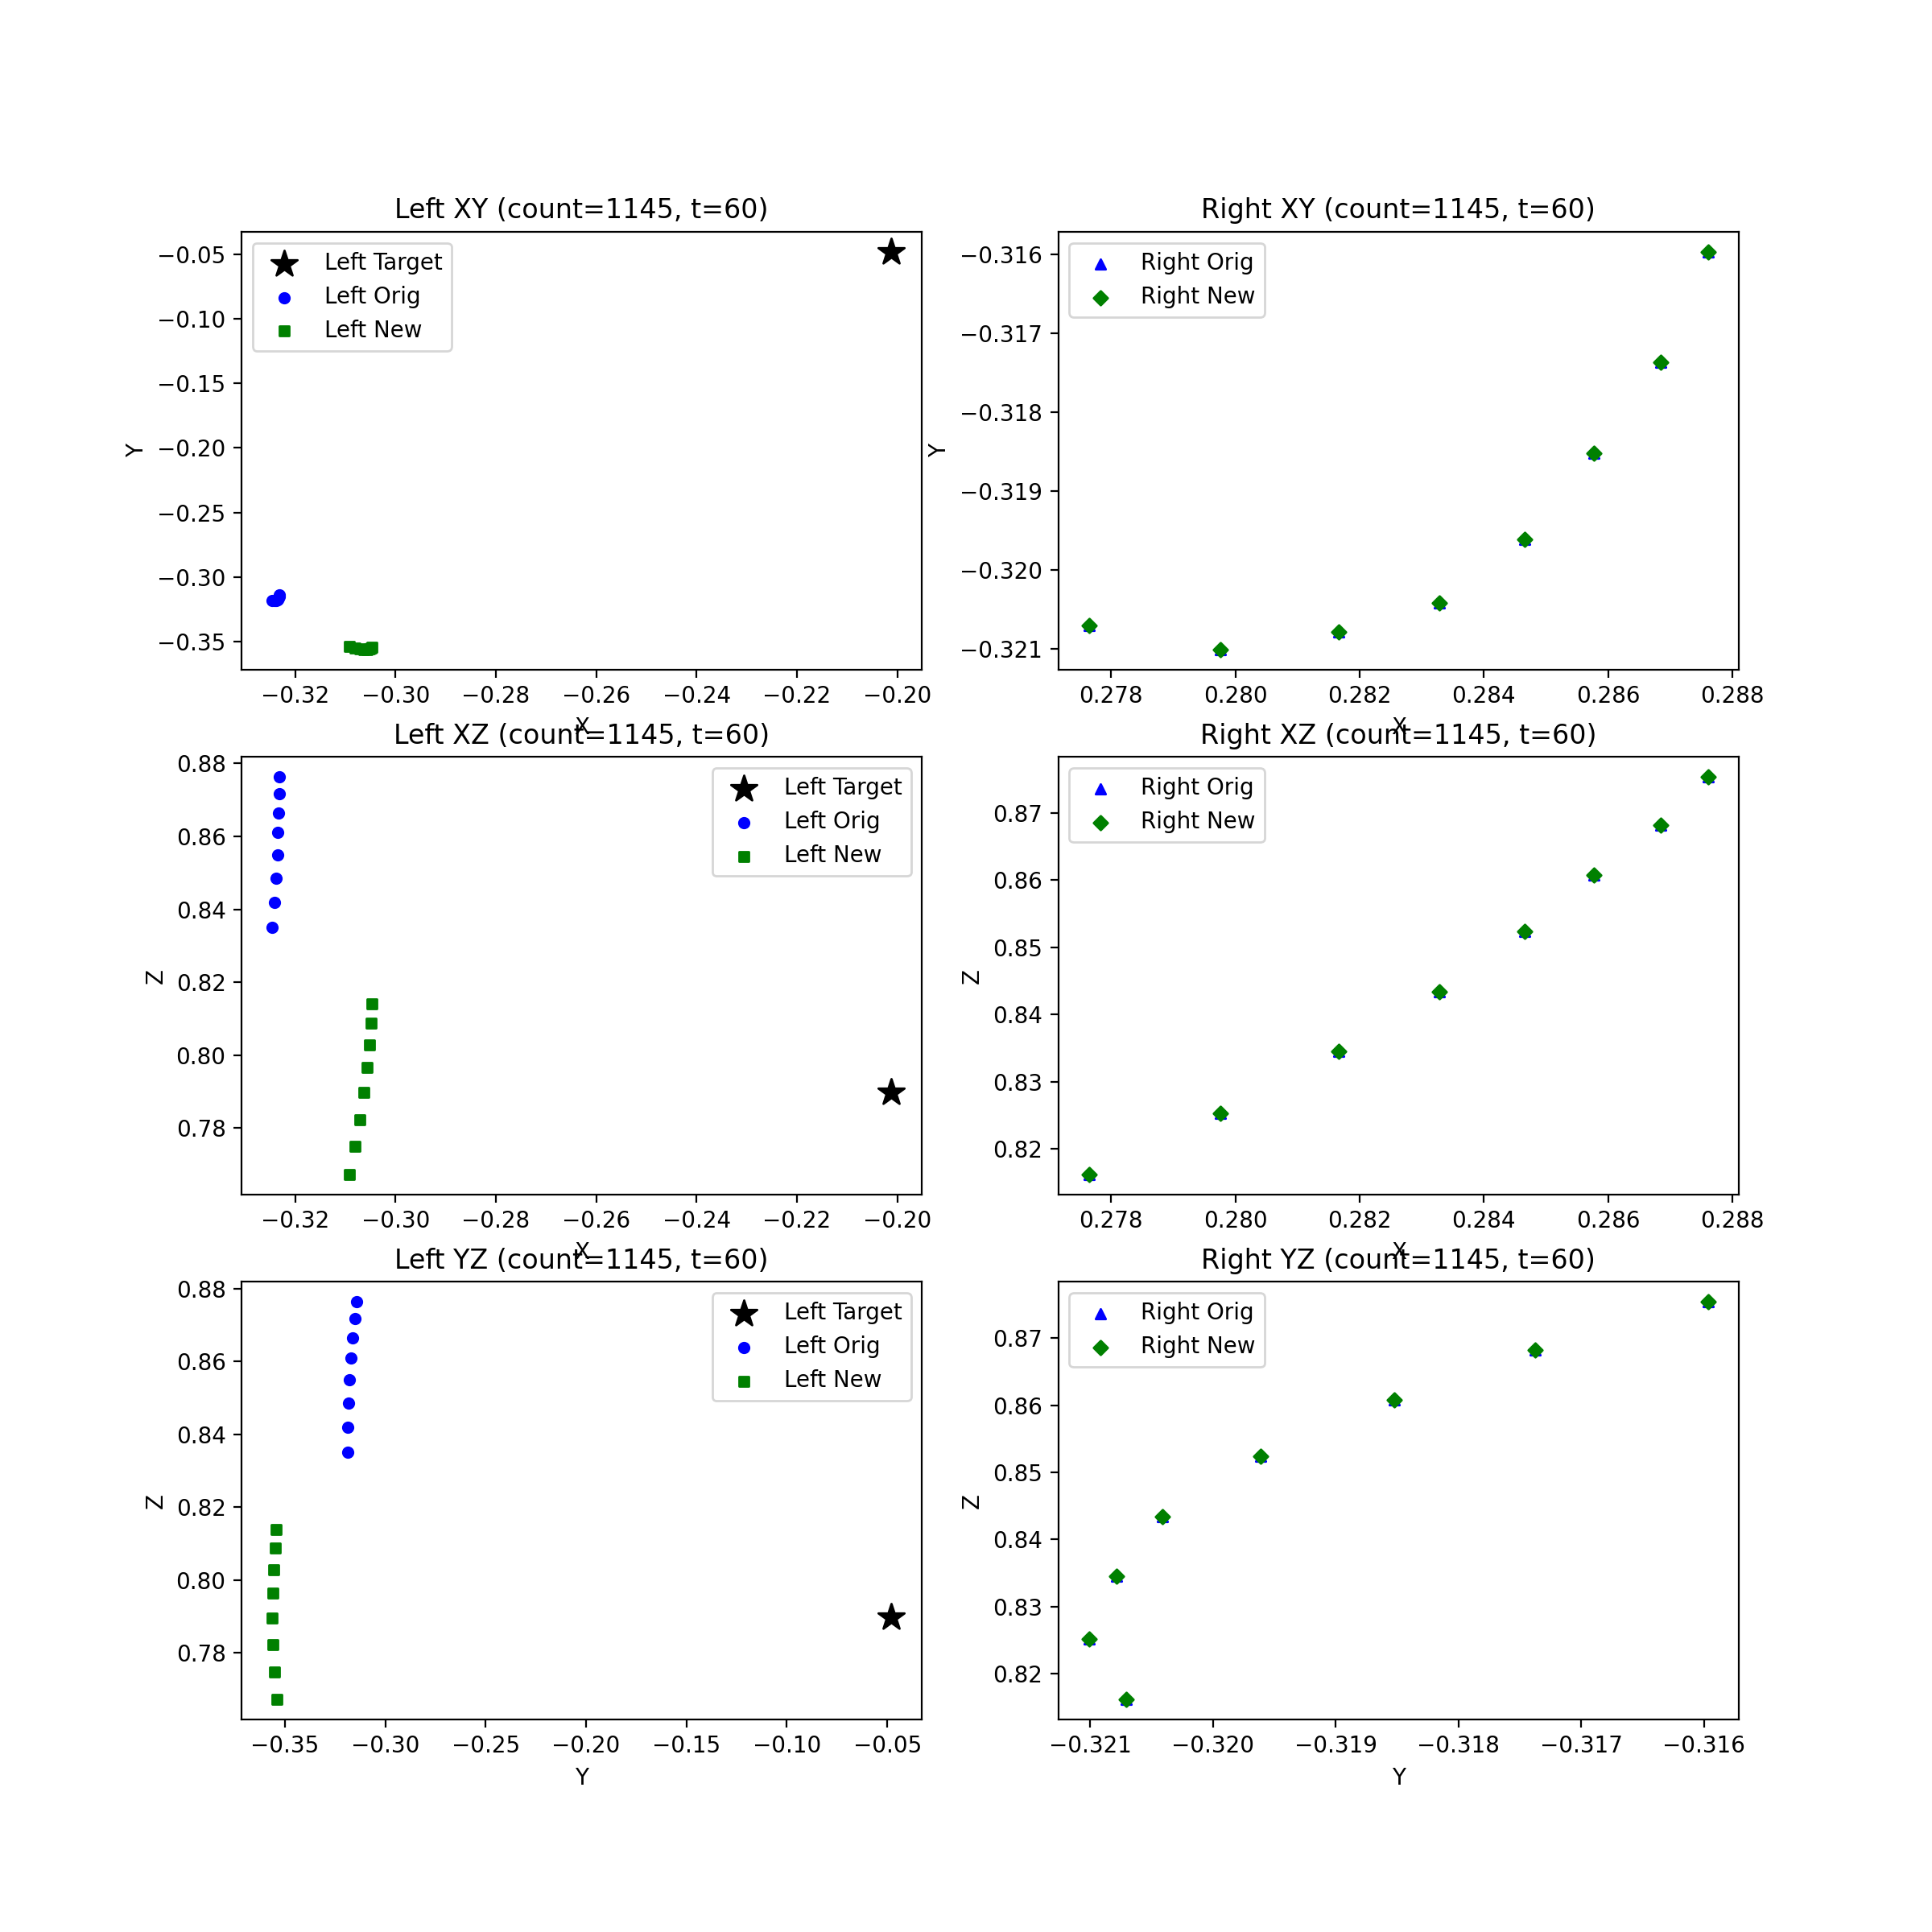 Left XY (count=1145, t=60)
−0.05
−0.10
−0.15
−0.20
−0.25
−0.30
−0.35
Y
Left Target
Left Orig
Left New
−0.32 −0.30 −0.28 −0.26 −0.24 −0.22 −0.20
X
Right XY (count=1145, t=60)
−0.316
−0.317
−0.318
−0.319
−0.320
−0.321
Y
Right Orig
Right New
0.278 0.280 0.282 0.284 0.286 0.288
X
Left XZ (count=1145, t=60)
0.88
0.86
0.84
0.82
0.80
0.78
Z
Left Target
Left Orig
Left New
−0.32 −0.30 −0.28 −0.26 −0.24 −0.22 −0.20
X
Right XZ (count=1145, t=60)
0.87
0.86
0.85
0.84
0.83
0.82
Z
Right Orig
Right New
0.278 0.280 0.282 0.284 0.286 0.288
X
Left YZ (count=1145, t=60)
0.88
0.86
0.84
0.82
0.80
0.78
Z
Left Target
Left Orig
Left New
−0.35 −0.30 −0.25 −0.20 −0.15 −0.10 −0.05
Y
Right YZ (count=1145, t=60)
0.87
0.86
0.85
0.84
0.83
0.82
Z
Right Orig
Right New
−0.321 −0.320 −0.319 −0.318 −0.317 −0.316
Y